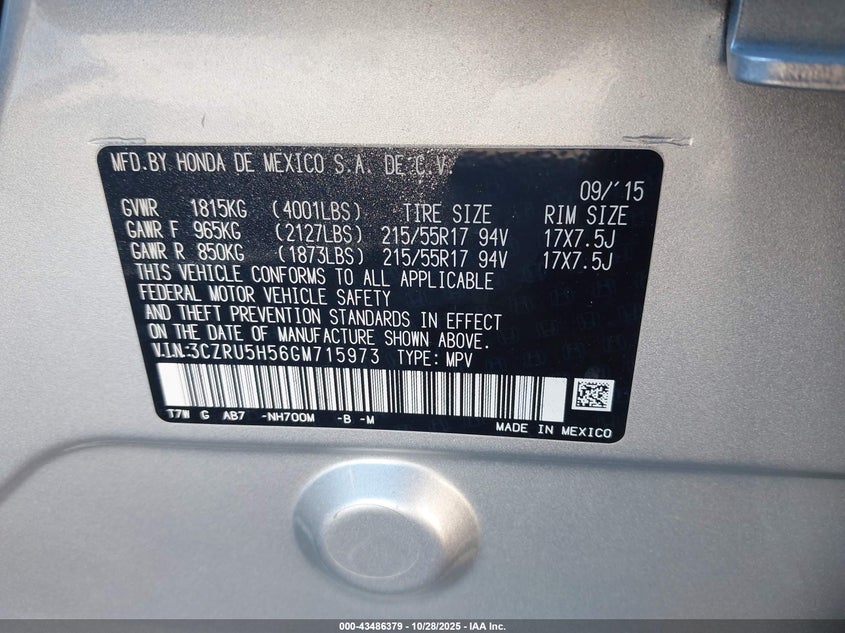 MFD.BY HONDA DE MEXICO S.A. DE C.V.
09/'15
GVWR 1815KG (4001LBS) TIRE SIZE RIM SIZE
GAWR F 965KG (2127LBS) 215/55R17 94V 17X7.5J
GAWR R 850KG (1873LBS) 215/55R17 94V 17X7.5J
THIS VEHICLE CONFORMS TO ALL APPLICABLE
FEDERAL MOTOR VEHICLE SAFETY
AND THEFT PREVENTION STANDARDS IN EFFECT
ON THE DATE OF MANUFACTURE SHOWN ABOVE.
V.I.N:3CZRU5H56GM715973 TYPE: MPV
T7W G AB7 -NH700M -B -M
MADE IN MEXICO
000-43486379 | 10/28/2025 - IAA Inc.